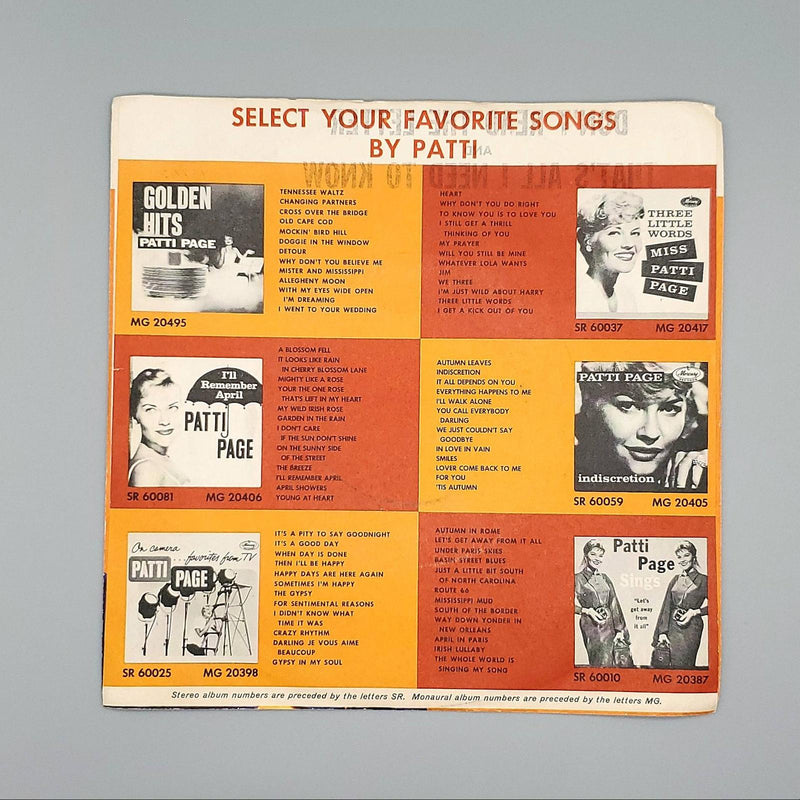 SELECT YOUR FAVORITE SONGS
BY PATTI
GOLDEN
HITS
PATTI PAGE
MG 20495
TENNESSEE WALTZ
CHANGING PARTNERS
CROSS OVER THE BRIDGE
OLD CAPE COD
MOCKIN' BIRD HILL
DOGGIE IN THE WINDOW
DETOUR
WHY DON'T YOU BELIEVE ME
MISTER AND MISSISSIPPI
ALLEGHENY MOON
WITH MY EYES WIDE OPEN
I'M DREAMING
I WENT TO YOUR WEDDING
HEART
WHY DON'T YOU DO RIGHT
TO KNOW YOU IS TO LOVE YOU
I STILL GET A THRILL
THINKING OF YOU
MY PRAYER
WILL YOU STILL BE MINE
WHATEVER LOLA WANTS
JIM
WE THREE
I'M JUST WILD ABOUT HARRY
THREE LITTLE WORDS
I GET A KICK OUT OF YOU
THREE
LITTLE
WORDS
MISS
PATTI
PAGE
SR 60037 MG 20417
I'll
Remember
April
PATTI
PAGE
SR 60081 MG 20406
A BLOSSOM FELL
IT LOOKS LIKE RAIN
IN CHERRY BLOSSOM LANE
MIGHTY LIKE A ROSE
YOUR THE ONE ROSE
THAT'S LEFT IN MY HEART
MY WILD IRISH ROSE
GARDEN IN THE RAIN
I DON'T CARE
IF THE SUN DON'T SHINE
ON THE SUNNY SIDE
OF THE STREET
THE BREEZE
I'LL REMEMBER APRIL
APRIL SHOWERS
YOUNG AT HEART
AUTUMN LEAVES
INDISCRETION
IT ALL DEPENDS ON YOU
EVERYTHING HAPPENS TO ME
I'LL WALK ALONE
YOU CALL EVERYBODY
DARLING
WE JUST COULDN'T SAY
GOODBYE
IN LOVE IN VAIN
SMILES
LOVER COME BACK TO ME
FOR YOU
'TIS AUTUMN
PATTI PAGE
Mercury
indiscretion
SR 60059 MG 20405
On camera
...favorites from TV
PATTI PAGE
SR 60025 MG 20398
IT'S A PITY TO SAY GOODNIGHT
IT'S A GOOD DAY
WHEN DAY IS DONE
THEN I'LL BE HAPPY
HAPPY DAYS ARE HERE AGAIN
SOMETIMES I'M HAPPY
THE GYPSY
FOR SENTIMENTAL REASONS
I DIDN'T KNOW WHAT
TIME IT WAS
CRAZY RHYTHM
DARLING JE VOUS AIME
BEAUCOUP
GYPSY IN MY SOUL
AUTUMN IN ROME
LET'S GET AWAY FROM IT ALL
UNDER PARIS SKIES
BASIN STREET BLUES
JUST A LITTLE BIT SOUTH
OF NORTH CAROLINA
ROUTE 66
MISSISSIPPI MUD
SOUTH OF THE BORDER
WAY DOWN YONDER IN
NEW ORLEANS
APRIL IN PARIS
IRISH LULLABY
THE WHOLE WORLD IS
SINGING MY SONG
Patti
Page
Sings
"Let's
get away
from
it all"
SR 60010 MG 20387
Stereo album numbers are preceded by the letters SR. Monaural album numbers are preceded by the letters MG.